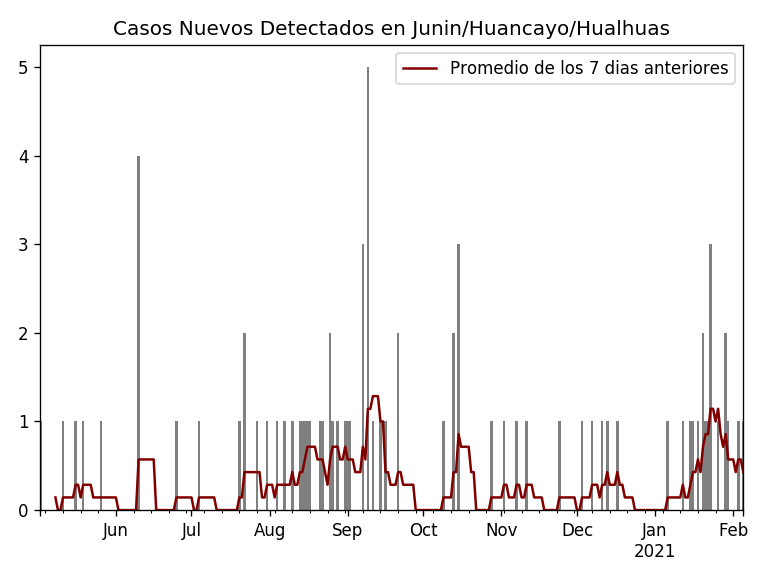 Casos Nuevos Detectados en Junin/Huancayo/Hualhuas
Promedio de los 7 dias anteriores
5
4
3
2
1
0
Jun Jul Aug Sep Oct Nov Dec Jan Feb
2021